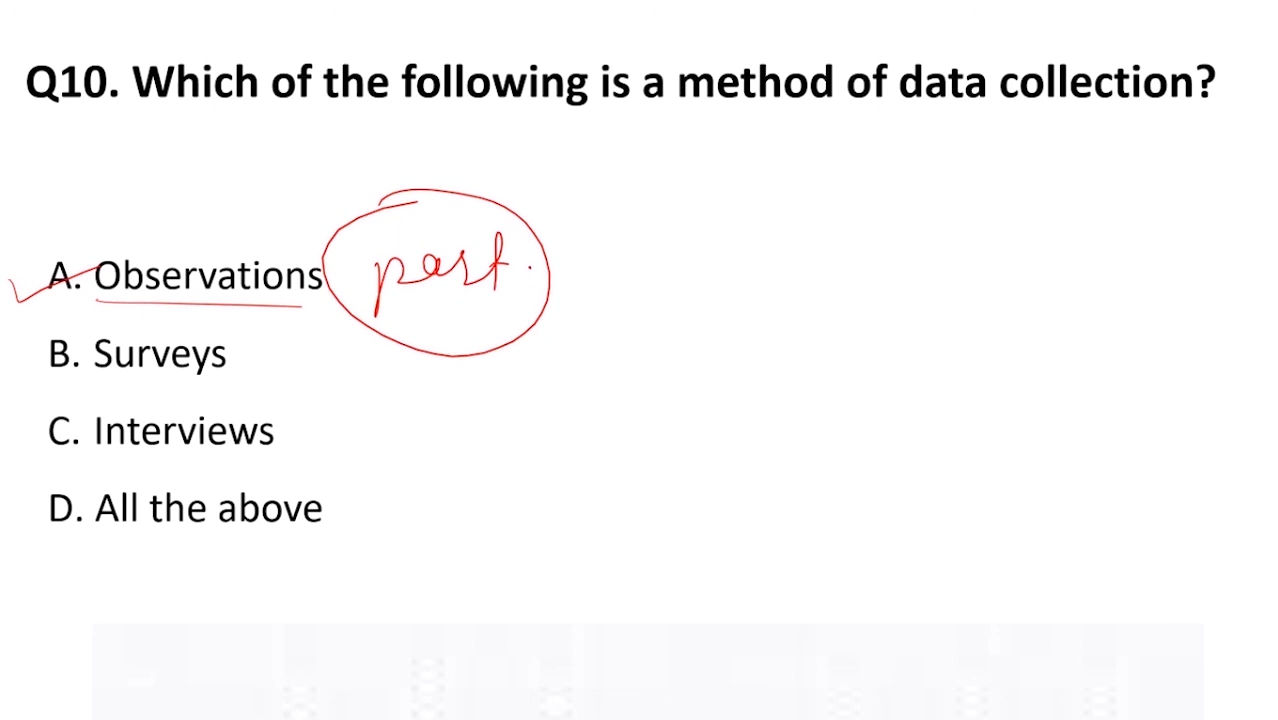 Q10. Which of the following is a method of data collection?
A. Observations past.
B. Surveys
C. Interviews
D. All the above